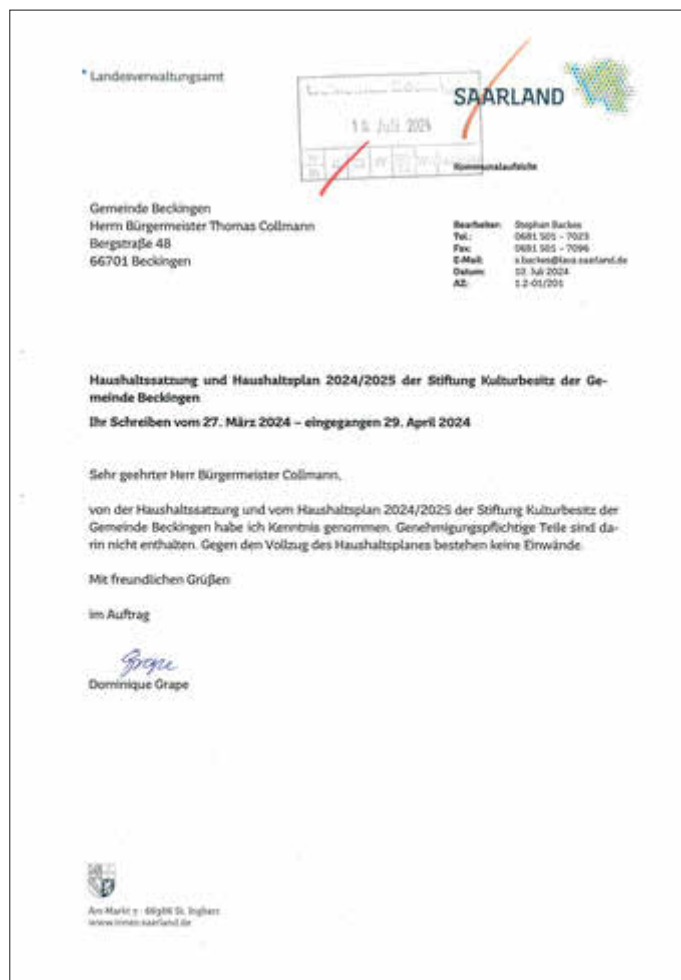 Landesverwaltungsamt
SAARLAND
Juli 2024
Kommunalaufsicht
Gemeinde Beckingen
Herrn Bürgermeister Thomas Collmann
Bergstraße 48
66701 Beckingen
Bearbeiter: Stephan Backes
Tel.: 0681 501 – 7023
Fax: 0681 501 – 7096
E-Mail: s.backes@lava.saarland.de
Datum: 10. Juli 2024
AZ: 1.2-01/201
Haushaltssatzung und Haushaltsplan 2024/2025 der Stiftung Kulturbesitz der Ge-
meinde Beckingen
Ihr Schreiben vom 27. März 2024 – eingegangen 29. April 2024
Sehr geehrter Herr Bürgermeister Collmann,
von der Haushaltssatzung und vom Haushaltsplan 2024/2025 der Stiftung Kulturbesitz der
Gemeinde Beckingen habe ich Kenntnis genommen. Genehmigungspflichtige Teile sind da-
rin nicht enthalten. Gegen den Vollzug des Haushaltsplanes bestehen keine Einwände.
Mit freundlichen Grüßen
im Auftrag
Grape
Dominique Grape
Am Markt 7 · 66386 St. Ingbert
www.innen.saarland.de